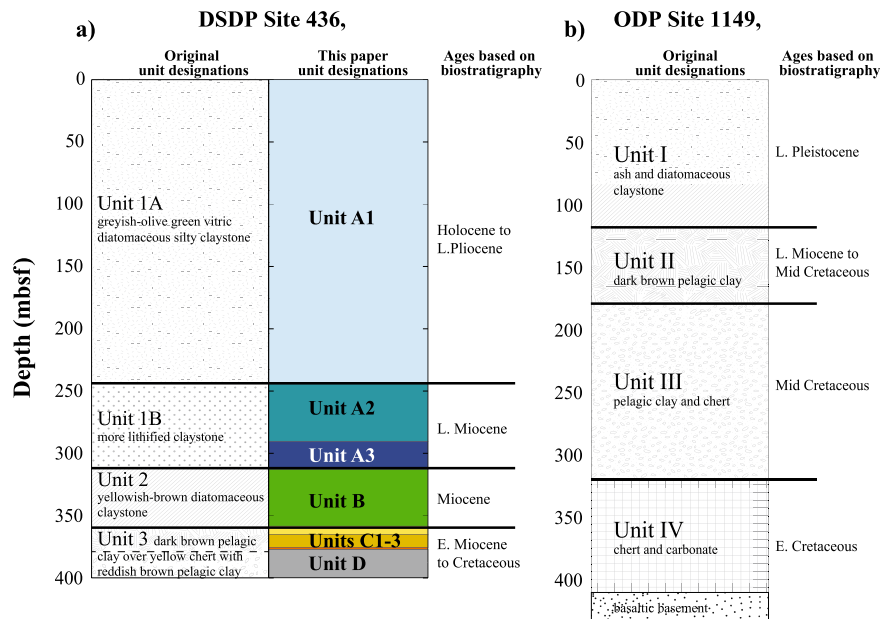 DSDP Site 436,
a)
Original
unit designations
This paper
unit designations
Ages based on
biostratigraphy
Depth (mbsf)
0
50
100
150
200
250
300
350
400
Unit 1A
greyish-olive green vitric
diatomaceous silty claystone
Unit 1B
more lithified claystone
Unit 2
yellowish-brown diatomaceous
claystone
Unit 3 dark brown pelagic
clay over yellow chert with
reddish brown pelagic clay
Unit A1
Unit A2
Unit A3
Unit B
Units C1-3
Unit D
Holocene to
L.Pliocene
L. Miocene
Miocene
E. Miocene
to Cretaceous
ODP Site 1149,
b)
Original
unit designations
Ages based on
biostratigraphy
0
50
100
150
200
250
300
350
400
Unit I
ash and diatomaceous
claystone
Unit II
dark brown pelagic clay
Unit III
pelagic clay and chert
Unit IV
chert and carbonate
basaltic basement
L. Pleistocene
L. Miocene to
Mid Cretaceous
Mid Cretaceous
E. Cretaceous